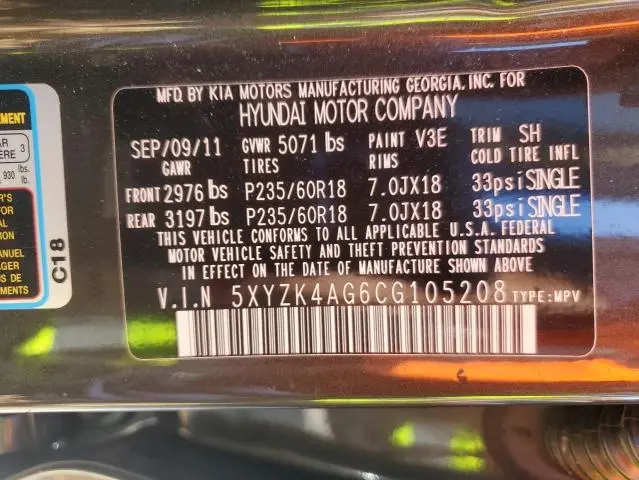 MFD. BY KIA MOTORS MANUFACTURING GEORGIA, INC. FOR
HYUNDAI MOTOR COMPANY
SEP/09/11 GVWR 5071 lbs PAINT V3E TRIM SH
GAWR TIRES RIMS COLD TIRE INFL
FRONT 2976 lbs P235/60R18 7.0JX18 33psi SINGLE
REAR 3197 lbs P235/60R18 7.0JX18 33psi SINGLE
THIS VEHICLE CONFORMS TO ALL APPLICABLE U.S.A. FEDERAL
MOTOR VEHICLE SAFETY AND THEFT PREVENTION STANDARDS
IN EFFECT ON THE DATE OF MANUFACTURE SHOWN ABOVE
V.I.N 5XYZK4AG6CG105208 TYPE:MPV
3
930 lbs.
C18